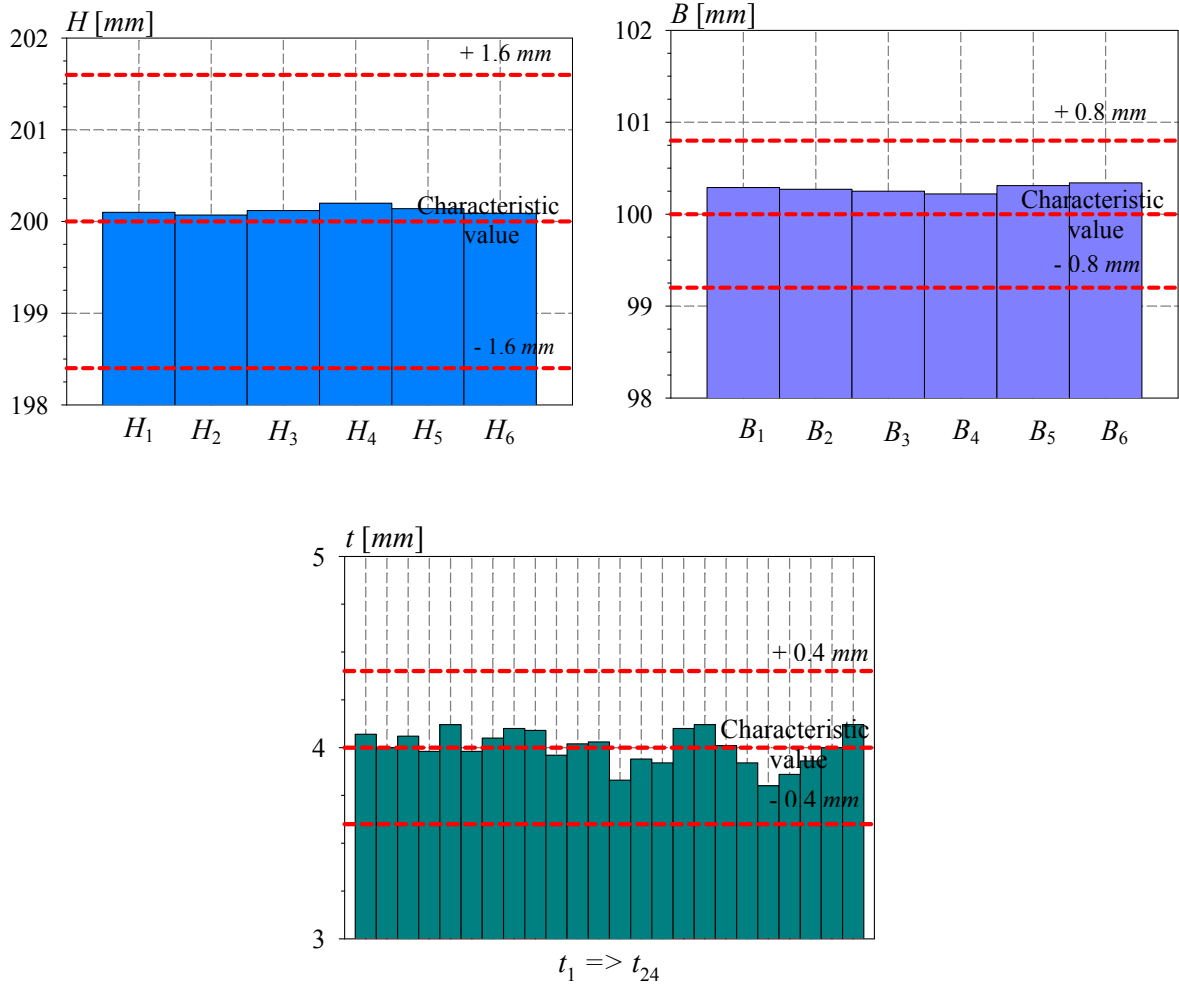 H [mm]
202
+ 1.6 mm
201
Characteristic
200
value
199
- 1.6 mm
198
H1 H2 H3 H4 H5 H6
B [mm]
102
+ 0.8 mm
101
Characteristic
100
value
- 0.8 mm
99
98
B1 B2 B3 B4 B5 B6
t [mm]
5
+ 0.4 mm
Characteristic
4
value
- 0.4 mm
3
t1 => t24